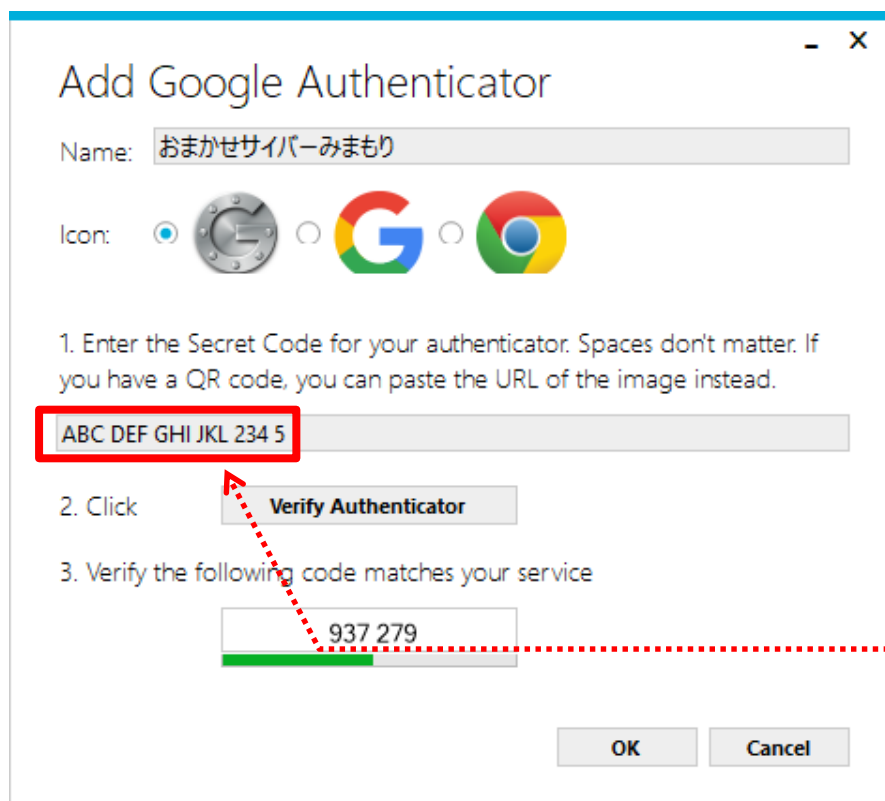 Add Google Authenticator
Name: おまかせサイバーみまもり
Icon:
1. Enter the Secret Code for your authenticator. Spaces don't matter. If
you have a QR code, you can paste the URL of the image instead.
ABC DEF GHI JKL 234 5
2. Click Verify Authenticator
3. Verify the following code matches your service
937 279
OK Cancel